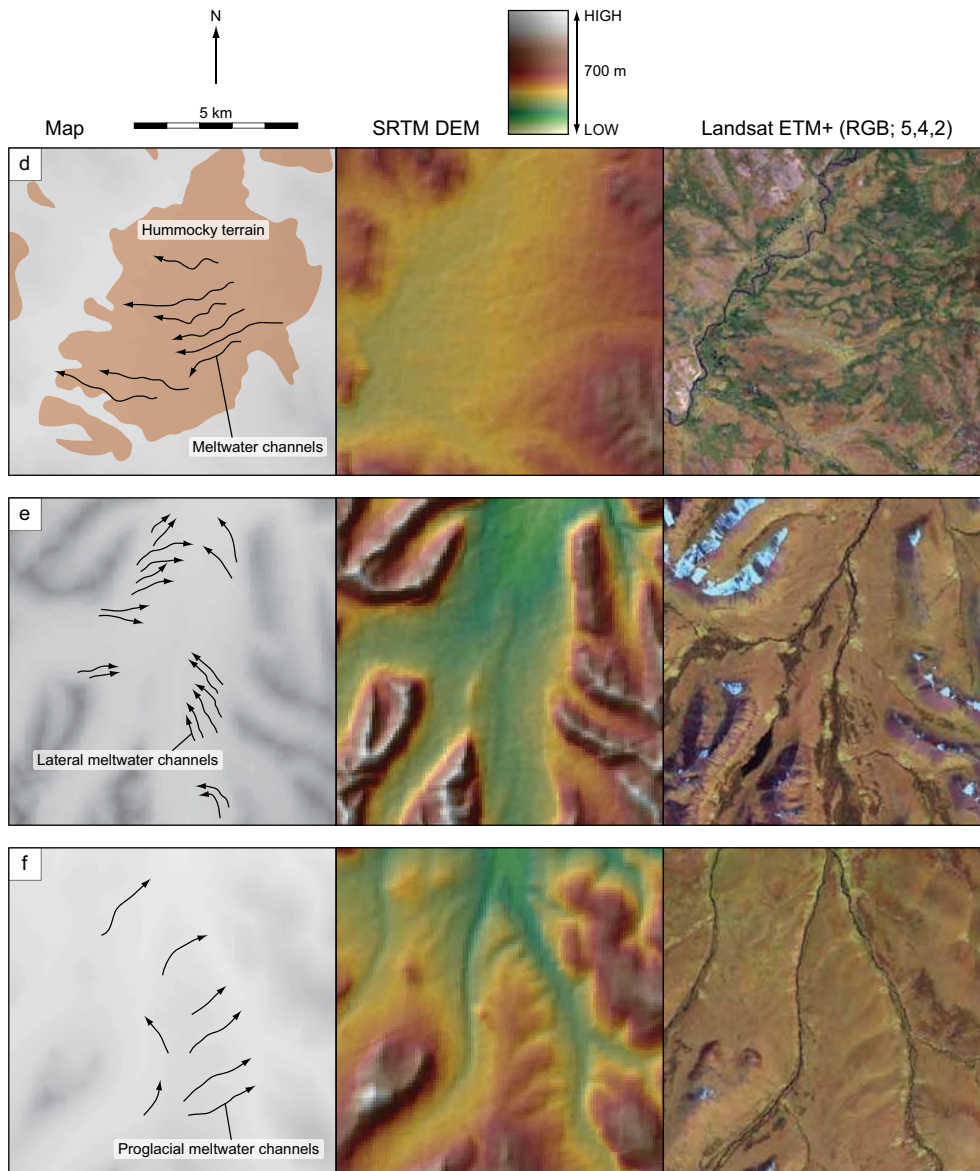 N
HIGH
700 m
LOW
5 km
Map
SRTM DEM
Landsat ETM+ (RGB; 5,4,2)
d
Hummocky terrain
Meltwater channels
e
Lateral meltwater channels
f
Proglacial meltwater channels